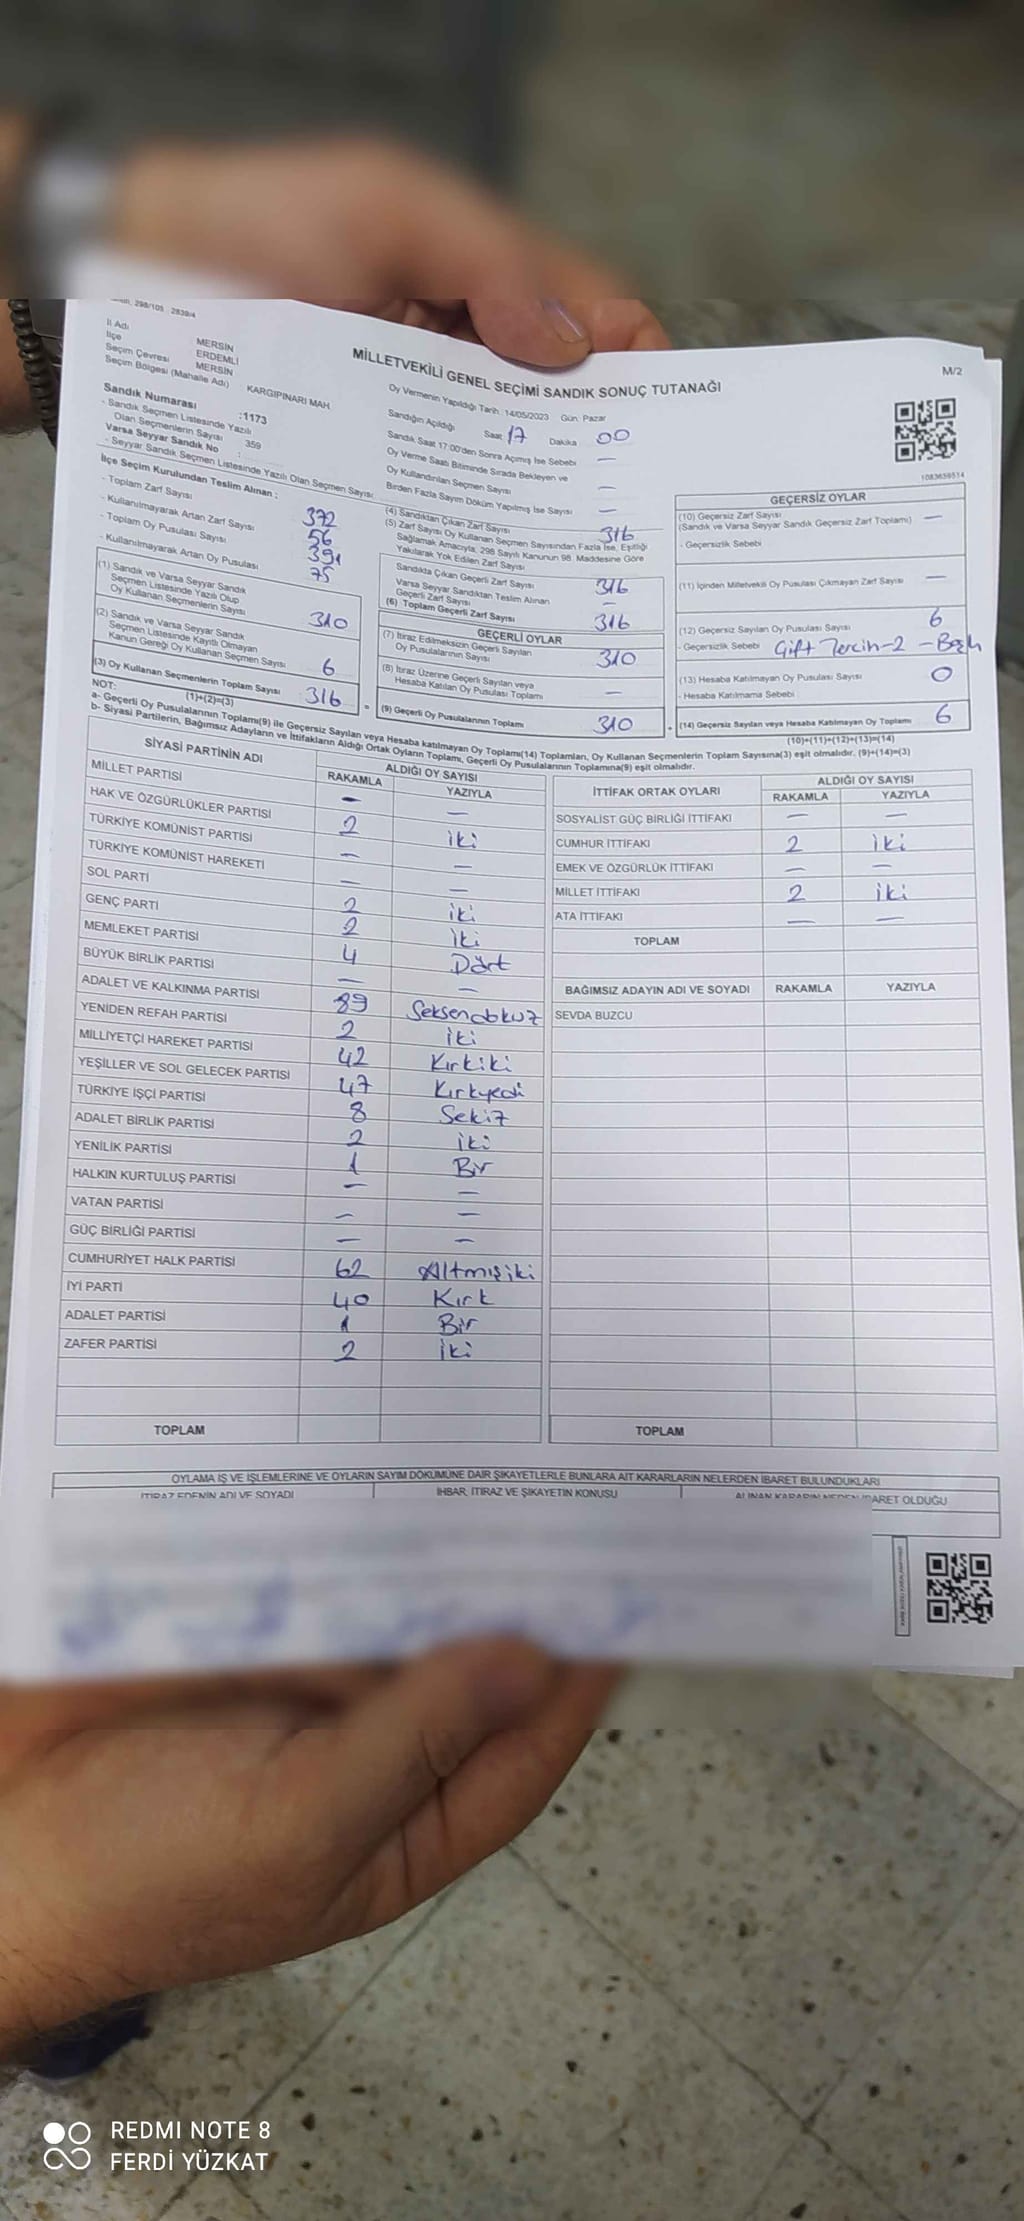 298/105 2839/4
M/2
İl Adı MERSİN
İlçe ERDEMLİ
Seçim Çevresi MERSİN
Seçim Bölgesi (Mahalle Adı) KARGIPINARI MAH.
MİLLETVEKİLİ GENEL SEÇİMİ SANDIK SONUÇ TUTANAĞI
Oy Vermenin Yapıldığı Tarih: 14/05/2023 Gün: Pazar
Sandığın Açıldığı Saat 17 Dakika 00
Sandık Saat 17:00'den Sonra Açımış İse Sebebi —
Oy Verme Saati Bitiminde Sırada Bekleyen ve
Oy Kullandırılan Seçmen Sayısı —
Birden Fazla Sayım Döküm Yapılmış İse Sayısı —
Sandık Numarası :1173
- Sandık Seçmen Listesinde Yazılı
Olan Seçmenlerin Sayısı 359
Varsa Seyyar Sandık No :
- Seyyar Sandık Seçmen Listesinde Yazılı Olan Seçmen Sayısı
İlçe Seçim Kurulundan Teslim Alınan :
- Toplam Zarf Sayısı 372
- Kullanılmayarak Artan Zarf Sayısı 56
- Toplam Oy Pusulası Sayısı 391
- Kullanılmayarak Artan Oy Pusulası 75
(1) Sandık ve Varsa Seyyar Sandık
Seçmen Listesinde Yazılı Olup
Oy Kullanan Seçmenlerin Sayısı 310
(2) Sandık ve Varsa Seyyar Sandık
Seçmen Listesinde Kayıtlı Olmayan
Kanun Gereği Oy Kullanan Seçmen Sayısı 6
(3) Oy Kullanan Seçmenlerin Toplam Sayısı 316
(1)+(2)=(3)
(4) Sandıktan Çıkan Zarf Sayısı 316
(5) Zarf Sayısı Oy Kullanan Seçmen Sayısından Fazla İse, Eşitliği
Sağlamak Amacıyla, 298 Sayılı Kanunun 98. Maddesine Göre
Yakılarak Yok Edilen Zarf Sayısı
Sandıkta Çıkan Geçerli Zarf Sayısı 316
Varsa Seyyar Sandıktan Teslim Alınan
Geçerli Zarf Sayısı —
(6) Toplam Geçerli Zarf Sayısı 316
GEÇERLİ OYLAR
(7) İtiraz Edilmeksizin Geçerli Sayılan
Oy Pusulalarının Sayısı 310
(8) İtiraz Üzerine Geçerli Sayılan veya
Hesaba Katılan Oy Pusulası Toplamı —
(9) Geçerli Oy Pusulalarının Toplamı 310
1083659514
GEÇERSİZ OYLAR
(10) Geçersiz Zarf Sayısı —
(Sandık ve Varsa Seyyar Sandık Geçersiz Zarf Toplamı)
- Geçersizlik Sebebi
(11) İçinden Milletvekili Oy Pusulası Çıkmayan Zarf Sayısı —
(12) Geçersiz Sayılan Oy Pusulası Sayısı 6
- Geçersizlik Sebebi Çift Tercih-2
(13) Hesaba Katılmayan Oy Pusulası Sayısı 0
- Hesaba Katılmama Sebebi
(14) Geçersiz Sayılan veya Hesaba Katılmayan Oy Toplamı 6
(10)+(11)+(12)+(13)=(14)
NOT:
a- Geçerli Oy Pusulalarının Toplamı(9) ile Geçersiz Sayılan veya Hesaba katılmayan Oy Toplamı(14) Toplamları, Oy Kullanan Seçmenlerin Toplam Sayısına(3) eşit olmalıdır. (9)+(14)=(3)
b- Siyasi Partilerin, Bağımsız Adayların ve İttifakların Aldığı Ortak Oyların Toplamı, Geçerli Oy Pusulalarının Toplamına(9) eşit olmalıdır.
SİYASİ PARTİNİN ADI ALDIĞI OY SAYISI
RAKAMLA YAZIYLA
MİLLET PARTİSİ — —
HAK VE ÖZGÜRLÜKLER PARTİSİ 2 iki
TÜRKİYE KOMÜNİST PARTİSİ — —
TÜRKİYE KOMÜNİST HAREKETİ — —
SOL PARTİ 2 iki
GENÇ PARTİ 2 iki
MEMLEKET PARTİSİ 4 Dört
BÜYÜK BİRLİK PARTİSİ — —
ADALET VE KALKINMA PARTİSİ 89 Seksendokuz
YENİDEN REFAH PARTİSİ 2 iki
MİLLİYETÇİ HAREKET PARTİSİ 42 Kırkiki
YEŞİLLER VE SOL GELECEK PARTİSİ 47 Kırkyedi
TÜRKİYE İŞÇİ PARTİSİ 8 Sekiz
ADALET BİRLİK PARTİSİ 2 iki
YENİLİK PARTİSİ 1 Bir
HALKIN KURTULUŞ PARTİSİ — —
VATAN PARTİSİ — —
GÜÇ BİRLİĞİ PARTİSİ — —
CUMHURİYET HALK PARTİSİ 62 Altmışiki
İYİ PARTİ 40 Kırk
ADALET PARTİSİ 1 Bir
ZAFER PARTİSİ 2 iki
TOPLAM
İTTİFAK ORTAK OYLARI ALDIĞI OY SAYISI
RAKAMLA YAZIYLA
SOSYALİST GÜÇ BİRLİĞİ İTTİFAKI — —
CUMHUR İTTİFAKI 2 iki
EMEK VE ÖZGÜRLÜK İTTİFAKI — —
MİLLET İTTİFAKI 2 iki
ATA İTTİFAKI — —
TOPLAM
BAĞIMSIZ ADAYIN ADI VE SOYADI RAKAMLA YAZIYLA
SEVDA BUZCU
TOPLAM
OYLAMA İŞ VE İŞLEMLERİNE VE OYLARIN SAYIM DÖKÜMÜNE DAİR ŞİKAYETLERLE BUNLARA AİT KARARLARIN NELERDEN İBARET BULUNDUKLARI
İTİRAZ EDENİN ADI VE SOYADI İHBAR, İTİRAZ VE ŞİKAYETİN KONUSU ALINAN KARARIN NEDEN İBARET OLDUĞU
REDMI NOTE 8
FERDİ YÜZKAT